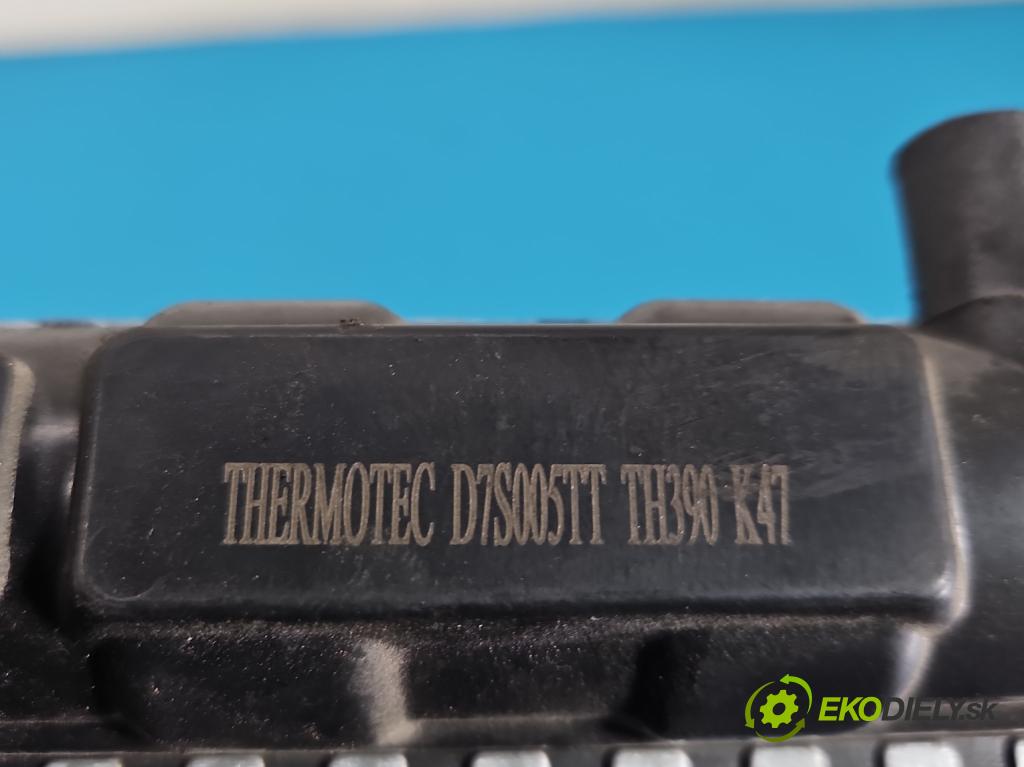 THERMOTEC D7S005TT TH390 K47
EKODIELY.SK